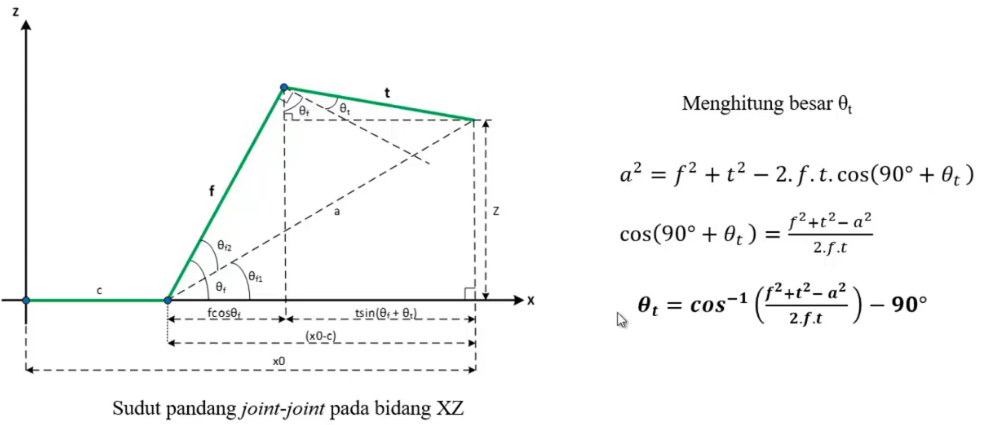 z
t
θf
θt
f
a
Z
θf2
θf
θf1
c
x
fcosθf
tsin(θf + θt)
(x0-c)
x0
Sudut pandang joint-joint pada bidang XZ
Menghitung besar θt
a² = f² + t² − 2.f.t.cos(90° + θt )
cos(90° + θt ) = (f²+t²− a²)/(2.f.t)
θt = cos⁻¹ ((f²+t²− a²)/(2.f.t)) − 90°